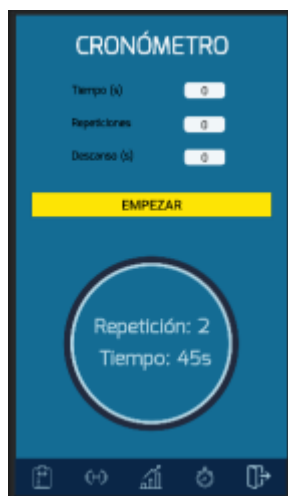 CRONÓMETRO
Tiempo (s) 0
Repeticiones 0
Descanso (s) 0
EMPEZAR
Repetición: 2
Tiempo: 45s